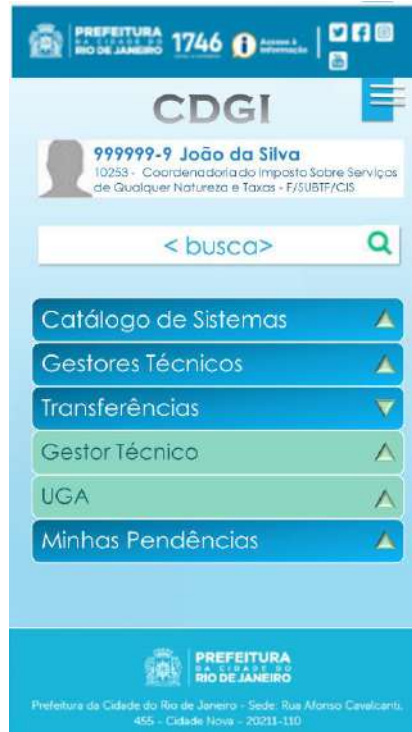 PREFEITURA
DA CIDADE DO
RIO DE JANEIRO
1746
Acesso à
Informação
CDGI
999999-9 João da Silva
10253 - Coordenadoria do Imposto Sobre Serviços
de Qualquer Natureza e Taxas - F/SUBTF/CIS
< busca>
Catálogo de Sistemas
Gestores Técnicos
Transferências
Gestor Técnico
UGA
Minhas Pendências
PREFEITURA
DA CIDADE DO
RIO DE JANEIRO
Prefeitura da Cidade do Rio de Janeiro - Sede: Rua Afonso Cavalcanti,
455 - Cidade Nova - 20211-110